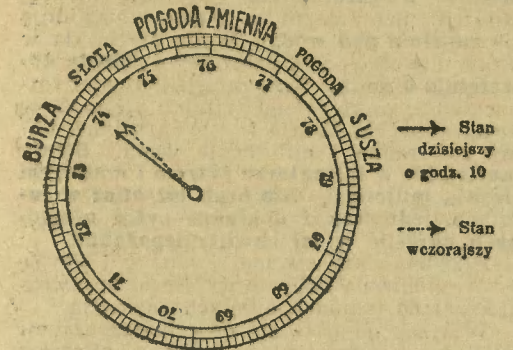 POGODA ZMIENNA
SŁOTA
POGODA
BURZA
SUSZA
73
74
75
76
77
78
79
68
69
70
71
72
Stan
dzisiejszy
o godz. 10
Stan
wczorajszy